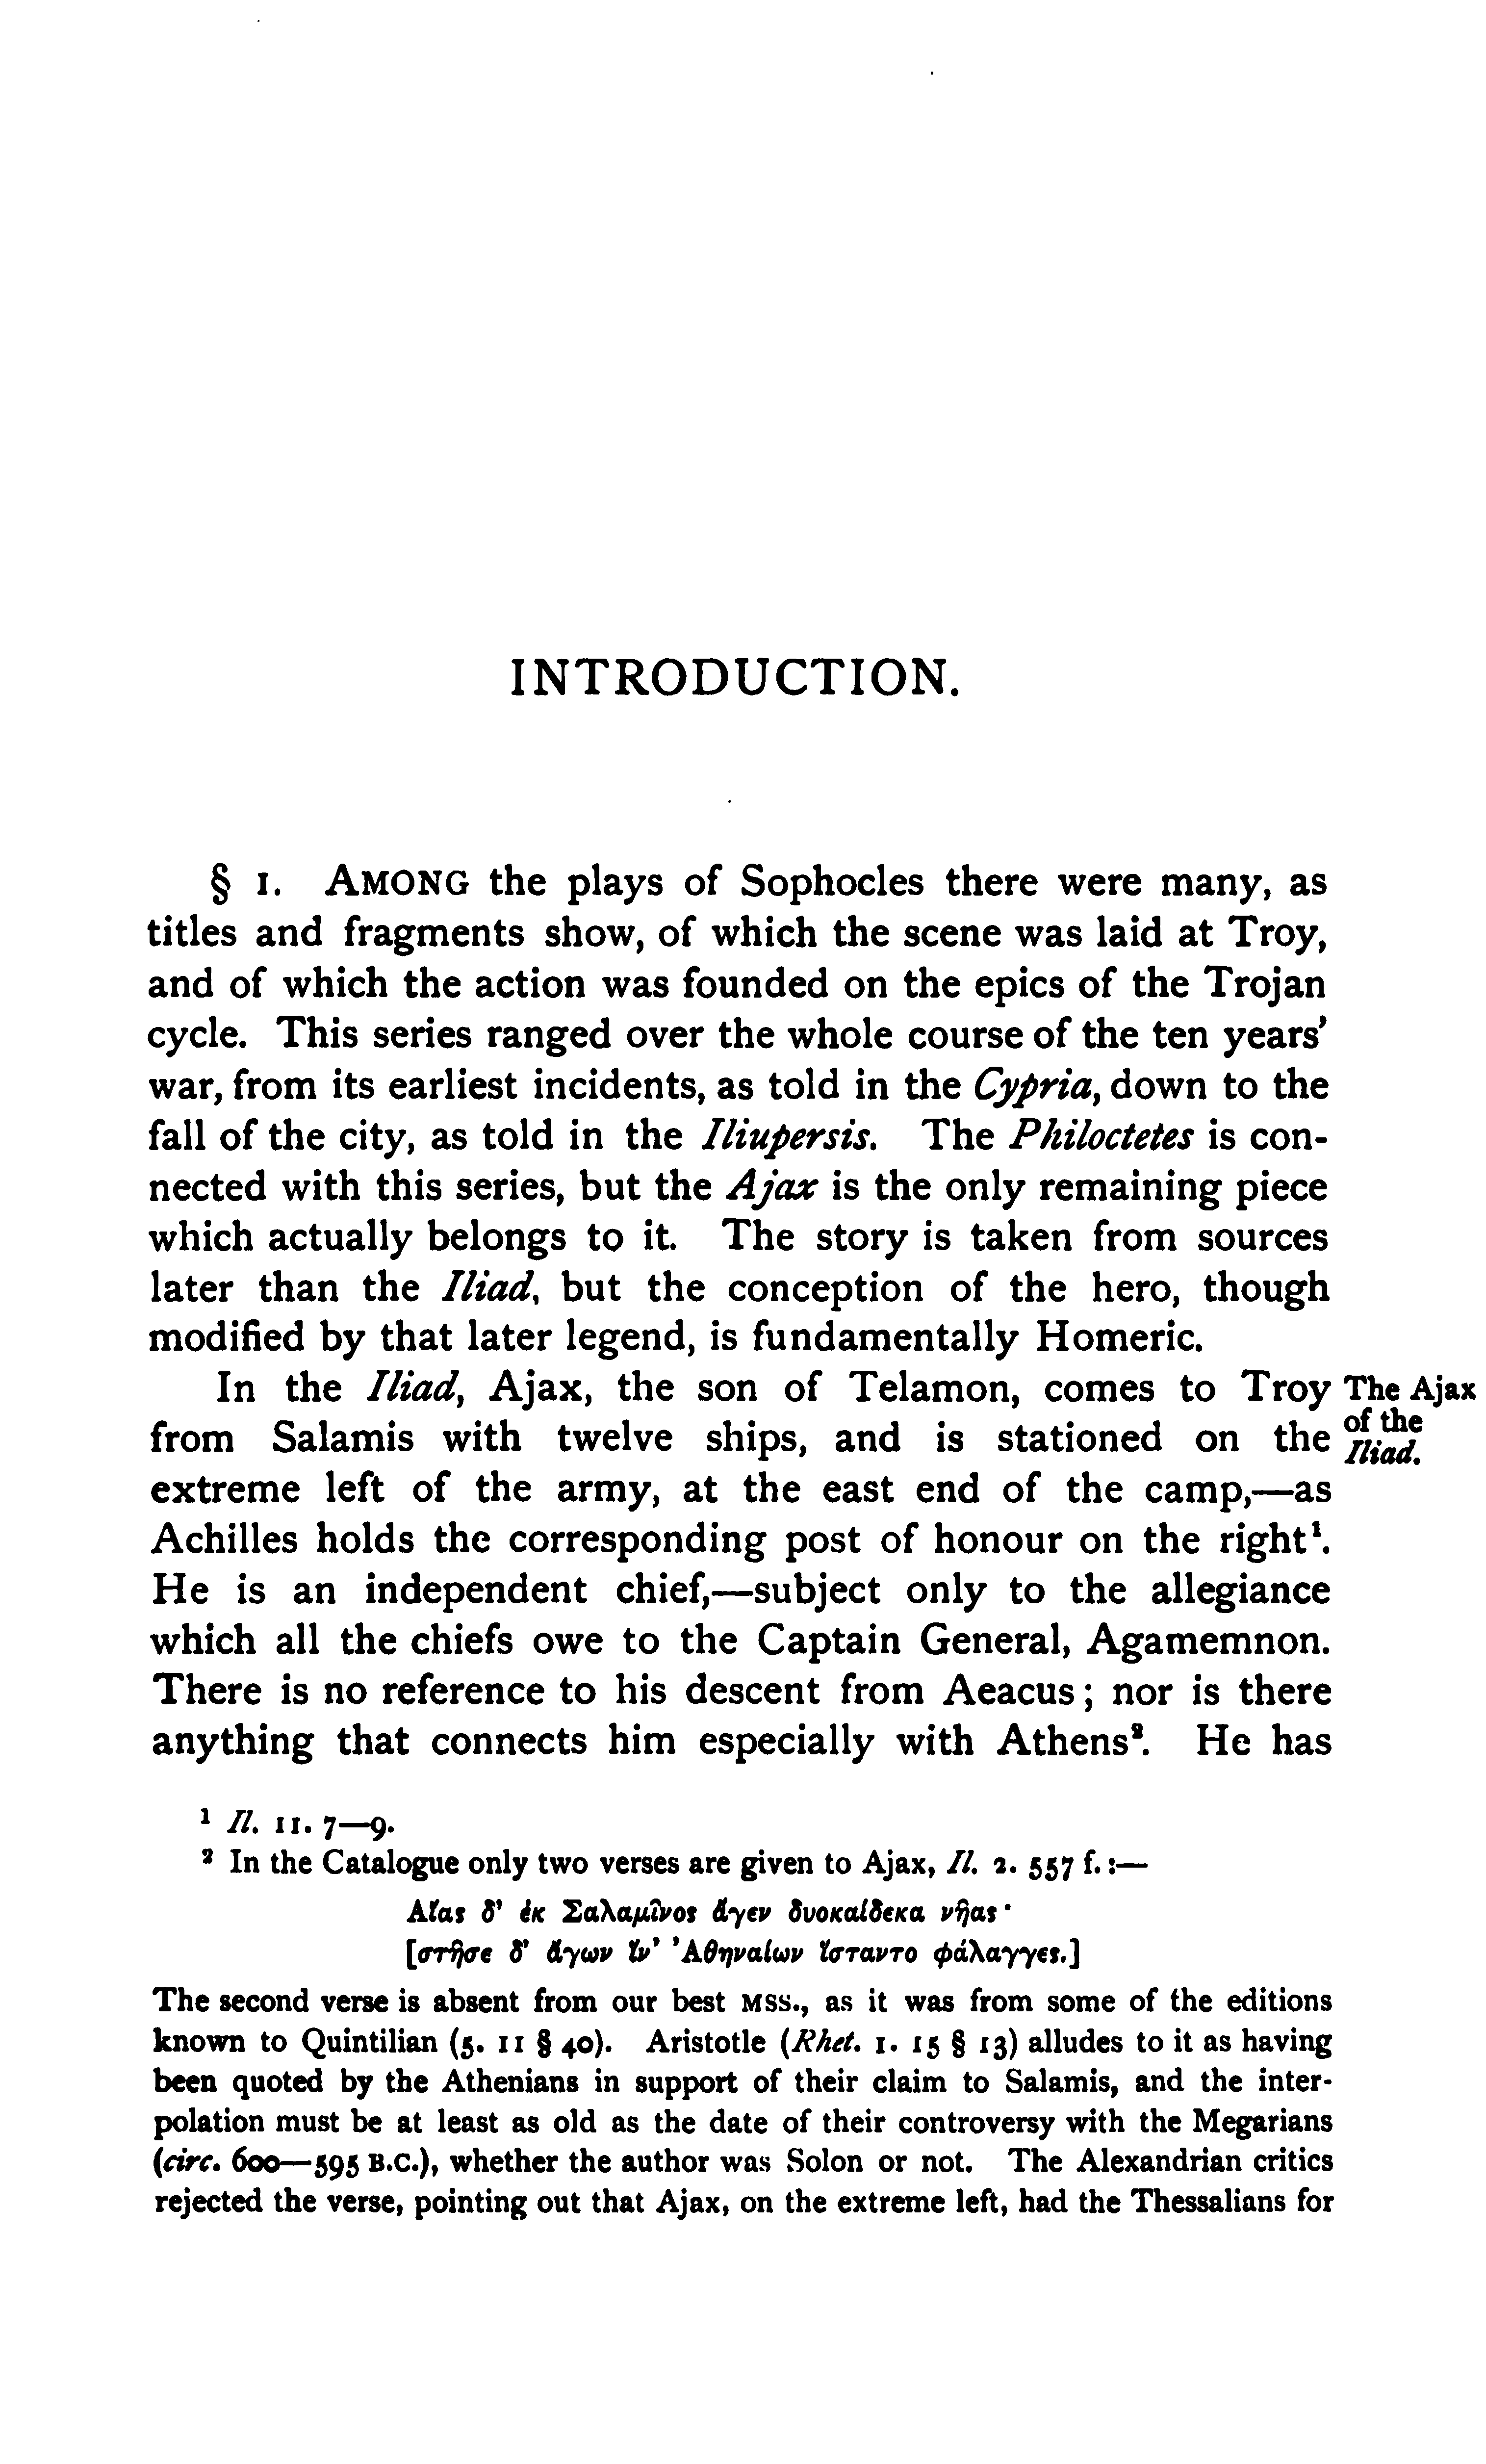 INTRODUCTION.
§ 1. AMONG the plays of Sophocles there were many, as
titles and fragments show, of which the scene was laid at Troy,
and of which the action was founded on the epics of the Trojan
cycle. This series ranged over the whole course of the ten years'
war, from its earliest incidents, as told in the Cypria, down to the
fall of the city, as told in the Iliupersis. The Philoctetes is con-
nected with this series, but the Ajax is the only remaining piece
which actually belongs to it. The story is taken from sources
later than the Iliad, but the conception of the hero, though
modified by that later legend, is fundamentally Homeric.
In the Iliad, Ajax, the son of Telamon, comes to Troy
from Salamis with twelve ships, and is stationed on the
extreme left of the army, at the east end of the camp,—as
Achilles holds the corresponding post of honour on the right¹.
He is an independent chief,—subject only to the allegiance
which all the chiefs owe to the Captain General, Agamemnon.
There is no reference to his descent from Aeacus; nor is there
anything that connects him especially with Athens². He has
The Ajax
of the
Iliad.
¹ Il. 11. 7—9.
² In the Catalogue only two verses are given to Ajax, Il. 2. 557 f.:—
Αἴας δ' ἐκ Σαλαμῖνος ἄγεν δυοκαίδεκα νῆας·
[στῆσε δ' ἄγων ἵν' Ἀθηναίων ἵσταντο φάλαγγες.]
The second verse is absent from our best MSS., as it was from some of the editions
known to Quintilian (5. 11 § 40). Aristotle (Rhet. 1. 15 § 13) alludes to it as having
been quoted by the Athenians in support of their claim to Salamis, and the inter-
polation must be at least as old as the date of their controversy with the Megarians
(circ. 600—595 B.C.), whether the author was Solon or not. The Alexandrian critics
rejected the verse, pointing out that Ajax, on the extreme left, had the Thessalians for